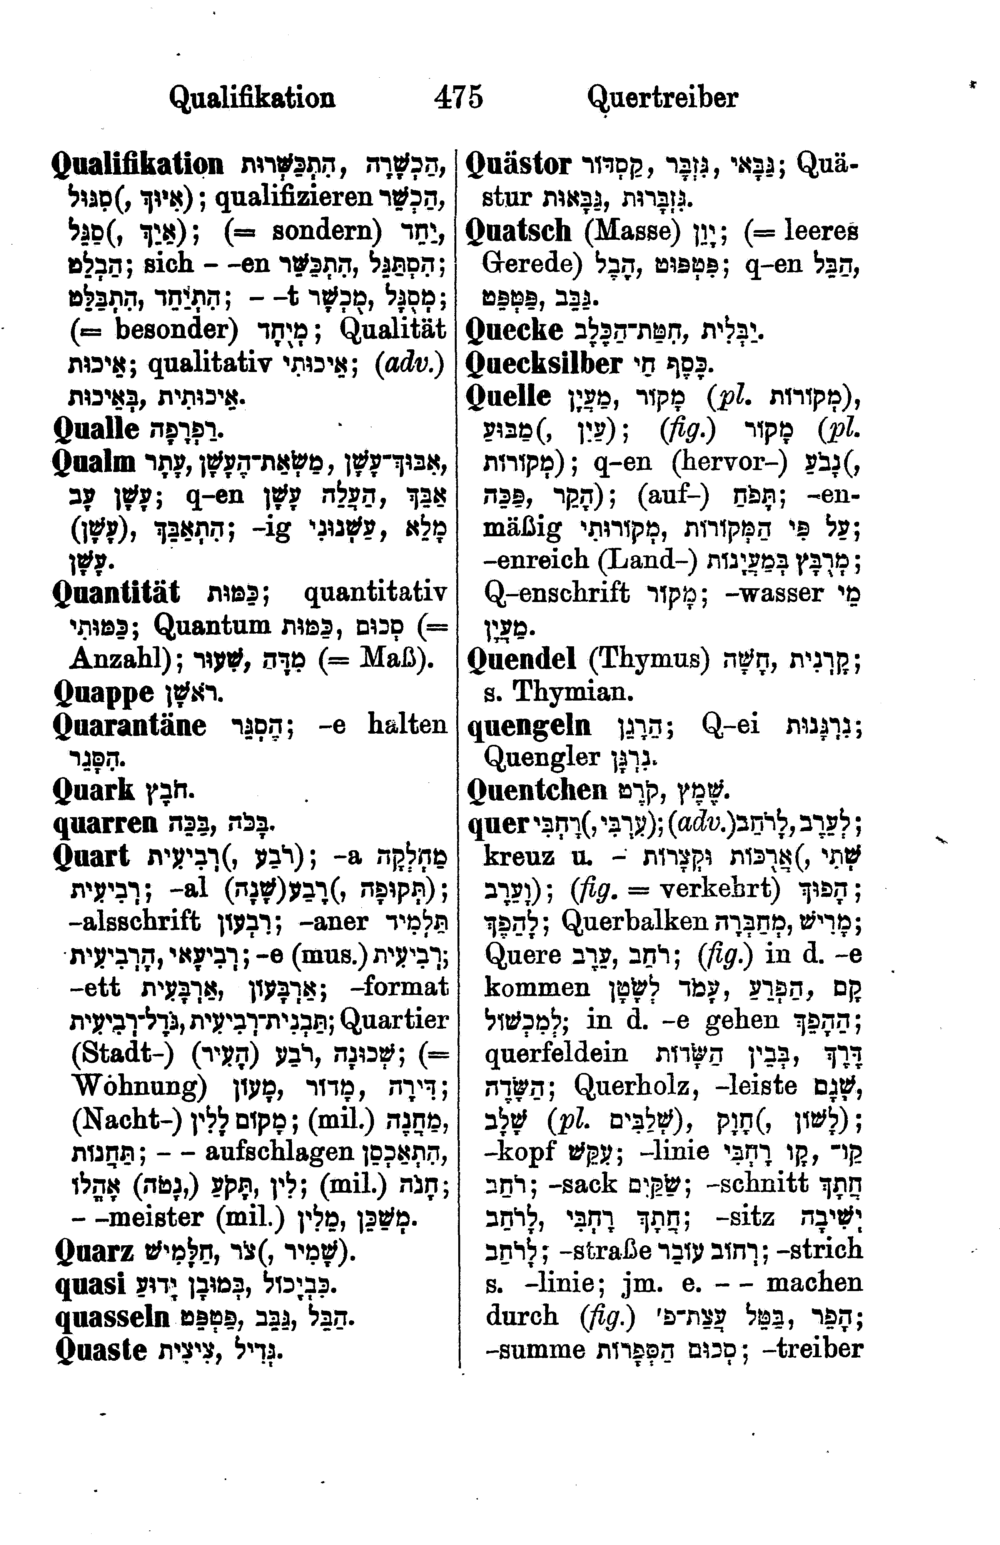 Qualifikation 475 Quertreiber
Qualifikation הַכְשָׁרָה, הִתְכַּשְּׁרוּת,
(אִיּוּךְ, )סִגּוּל; qualifizieren הַכְשֵׁר,
(אַיֵּךְ, )סַגֵּל; (= sondern) יַחֵד,
הַבְלֵט; sich – -en הִסְתַּגֵּל, הִתְכַּשֵּׁר;
הִתְיַחֵד, הִתְבַּלֵּט; – -t מְסֻגָּל, מֻכְשָׁר;
(= besonder) מְיֻחָד; Qualität
אֵיכוּת; qualitativ אֵיכוּתִי; (adv.)
אֵיכוּתִית, בְּאֵיכוּת.
Qualle רַפְרָפָה.
Qualm אִבּוּךְ־עָשָׁן, מַשְׂאַת־הֶעָשָׁן, עָתָר,
עָשָׁן עָב; q-en הַעֲלֵה עָשָׁן, אַבֵּךְ
(עָשֵׁן), הִתְאַבֵּךְ; -ig מָלֵא, עַשְׁנוּנִי
עָשָׁן.
Quantität כַּמּוּת; quantitativ
כַּמּוּתִי; Quantum כַּמּוּת, סְכוּם (=
Anzahl); מִדָּה, שִׁעוּר (= Maß).
Quappe רֹאשָׁן.
Quarantäne הֶסְגֵּר; -e halten
הִסָּגֵר.
Quark חֹבֶץ.
quarren בָּכֹה, בַּכֵּה.
Quart רְבִיעִית(, רֹבַע); -a מַחְלָקָה
רְבִיעִית; -al רֶבַע(שָׁנָה)(, תְּקוּפָה);
-alsschrift רִבְעוֹן; -aner תַּלְמִיד
רְבִיעָאִי, הָרְבִיעִית; -e (mus.) רְבִיעִית;
-ett אַרְבָּעִית, אַרְבָּעוֹן; -format
תַּבְנִית־רְבִיעִית, גֹּדֶל־רְבִיעִית; Quartier
(Stadt-) רֹבַע (הָעִיר), שְׁכוּנָה; (=
Wohnung) דִּירָה, מָדוֹר, מָעוֹן;
(Nacht-) מְקוֹם לָלִין; (mil.) מַחֲנֶה,
תַּחֲנוֹת; – – aufschlagen הִתְאַכְסֵן,
לִין, תָּקֹעַ (נָטֹה,) אָהֳלוֹ; (mil.) חָנֹה;
– -meister (mil.) מְשַׁכֵּן, מֵלִין.
Quarz צֹר, חַלָּמִישׁ(, שָׁמִיר).
quasi כִּבְיָכוֹל, בְּמוּבָן יָדוּעַ.
quasseln הַבֵּל, גַּבֵּב, פַּטְפֵּט.
Quaste גְּדִיל, צִיצִית.
Quästor גַּבַּאי, גִּזְבָּר, קְסְדוֹר; Quä-
stur גִּזְבָּרוּת, גַּבָּאוּת.
Quatsch (Masse) יָוֵן; (= leeres
Gerede) הֶבֶל, פִּטְפּוּט; q-en הַבֵּל,
גַּבֵּב, פַּטְפֵּט.
Quecke יַבְּלִית, חִטַּת־הַכֶּלֶב.
Quecksilber כֶּסֶף חַי.
Quelle מָקוֹר, מַעֲיָן (pl. מְקוֹרוֹת),
(עַיִן, )מַבּוּעַ; (fig.) מָקוֹר (pl.
מְקוֹרוֹת); q-en (hervor-) נָבֹעַ(,
הָקֵר, פַּכֵּה); (auf-) תָּפֹחַ; -en-
mäßig מְקוֹרוּתִי, עַל פִּי הַמְּקוֹרוֹת;
-enreich (Land-) מְרֻבֵּץ בְּמַעֲיָנוֹת;
Q-enschrift מָקוֹר; -wasser מֵי
מַעֲיָן.
Quendel (Thymus) קָרְנִית, חָשָׁה;
s. Thymian.
quengeln הֵרָגֵן; Q-ei נִרְגָּנוּת;
Quengler נִרְגָּן.
Quentchen שֶׁמֶץ, קֹרֶט.
quer רָחְבִּי(, עָרְבִּי); (adv.) לָרֹחַב, לָעֵרֶב;
kreuz u. – אֲרֻכּוֹת וּקְצָרוֹת(, שְׁתִי
וָעֵרֶב); (fig. = verkehrt) הָפוּךְ;
לְהֵפֶךְ; Querbalken מָרִישׁ, מַחְבְּרָה;
Quere רֹחַב, עֵרֶב; (fig.) in d. -e
kommen קָם, הַפְרֵעַ, עָמֹד לְשָׂטָן
לְמִכְשׁוֹל; in d. -e gehen הַהֵפֶךְ;
querfeldein דֶּרֶךְ, בְּבֵין הַשָּׂדוֹת
הַשָּׂדֶה; Querholz, -leiste שָׁגַם,
שָׁלָב (pl. שְׁלַבִּים), חָוָק(, לָשׁוֹן);
-kopf עִקֵּשׁ; -linie קַו רָחְבִּי, קַו־
רֹחַב; -sack שַׂקַּיִם; -schnitt חֲתָךְ
לָרֹחַב, חֲתָךְ רָחְבִּי; -sitz יְשִׁיבָה
לָרֹחַב; -straße רְחוֹב עוֹבֵר; -strich
s. -linie; jm. e. – – machen
durch (fig.) הָפֵר, בַּטֵּל עֲצַת־פ';
-summe סְכוּם הַסְּפָרוֹת; -treiber